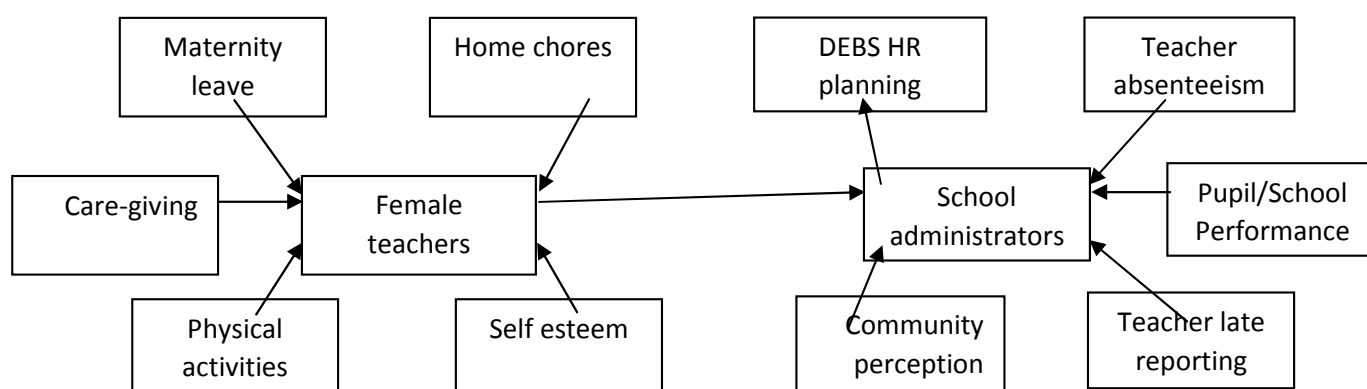 Maternity
leave
Home chores
DEBS HR
planning
Teacher
absenteeism
Care-giving
Female
teachers
School
administrators
Pupil/School
Performance
Physical
activities
Self esteem
Community
perception
Teacher late
reporting